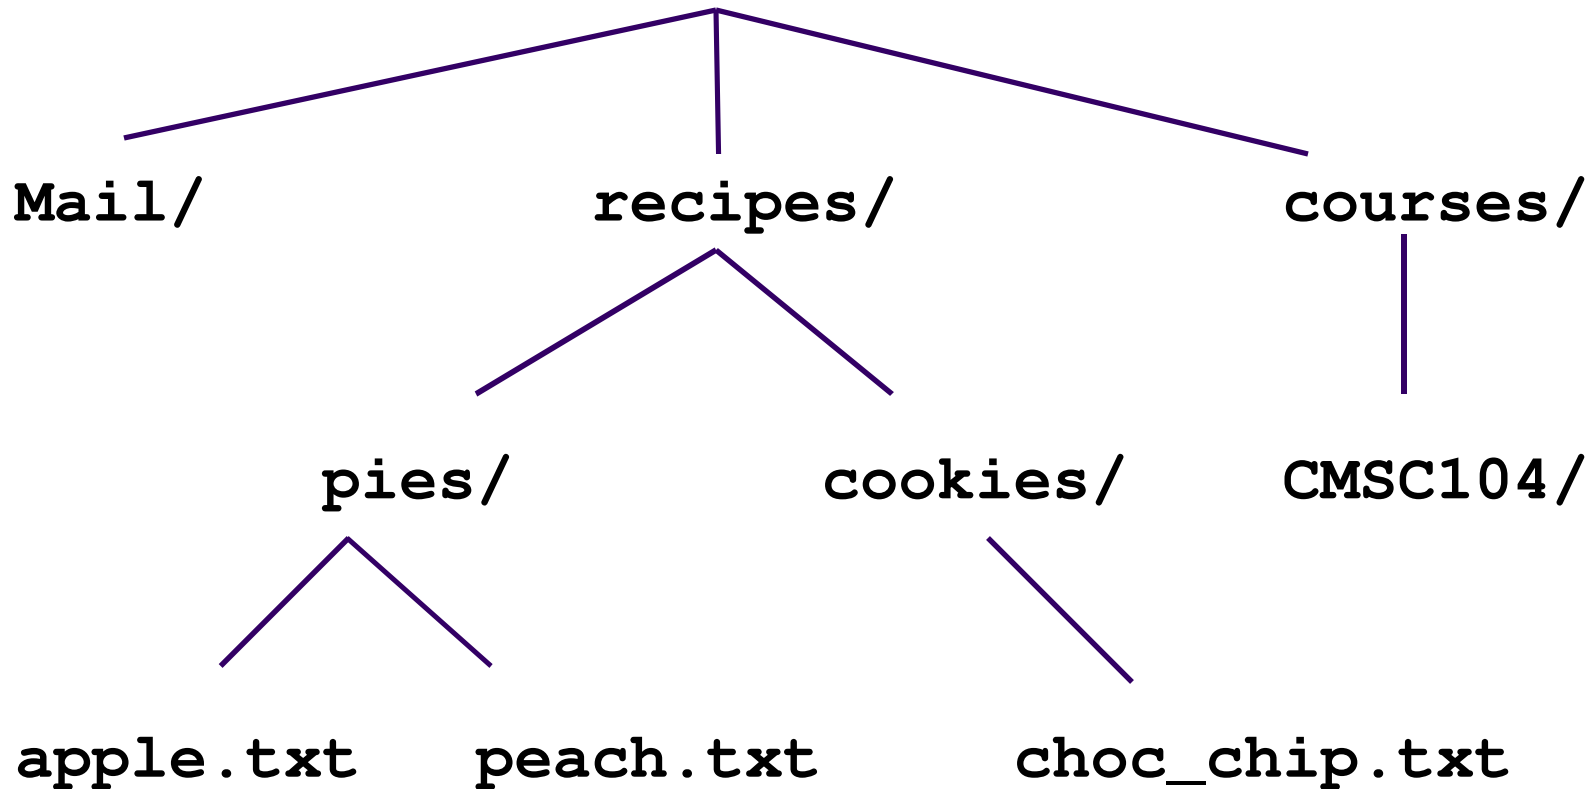 Mail/ recipes/ courses/
pies/ cookies/ CMSC104/
apple.txt peach.txt choc_chip.txt